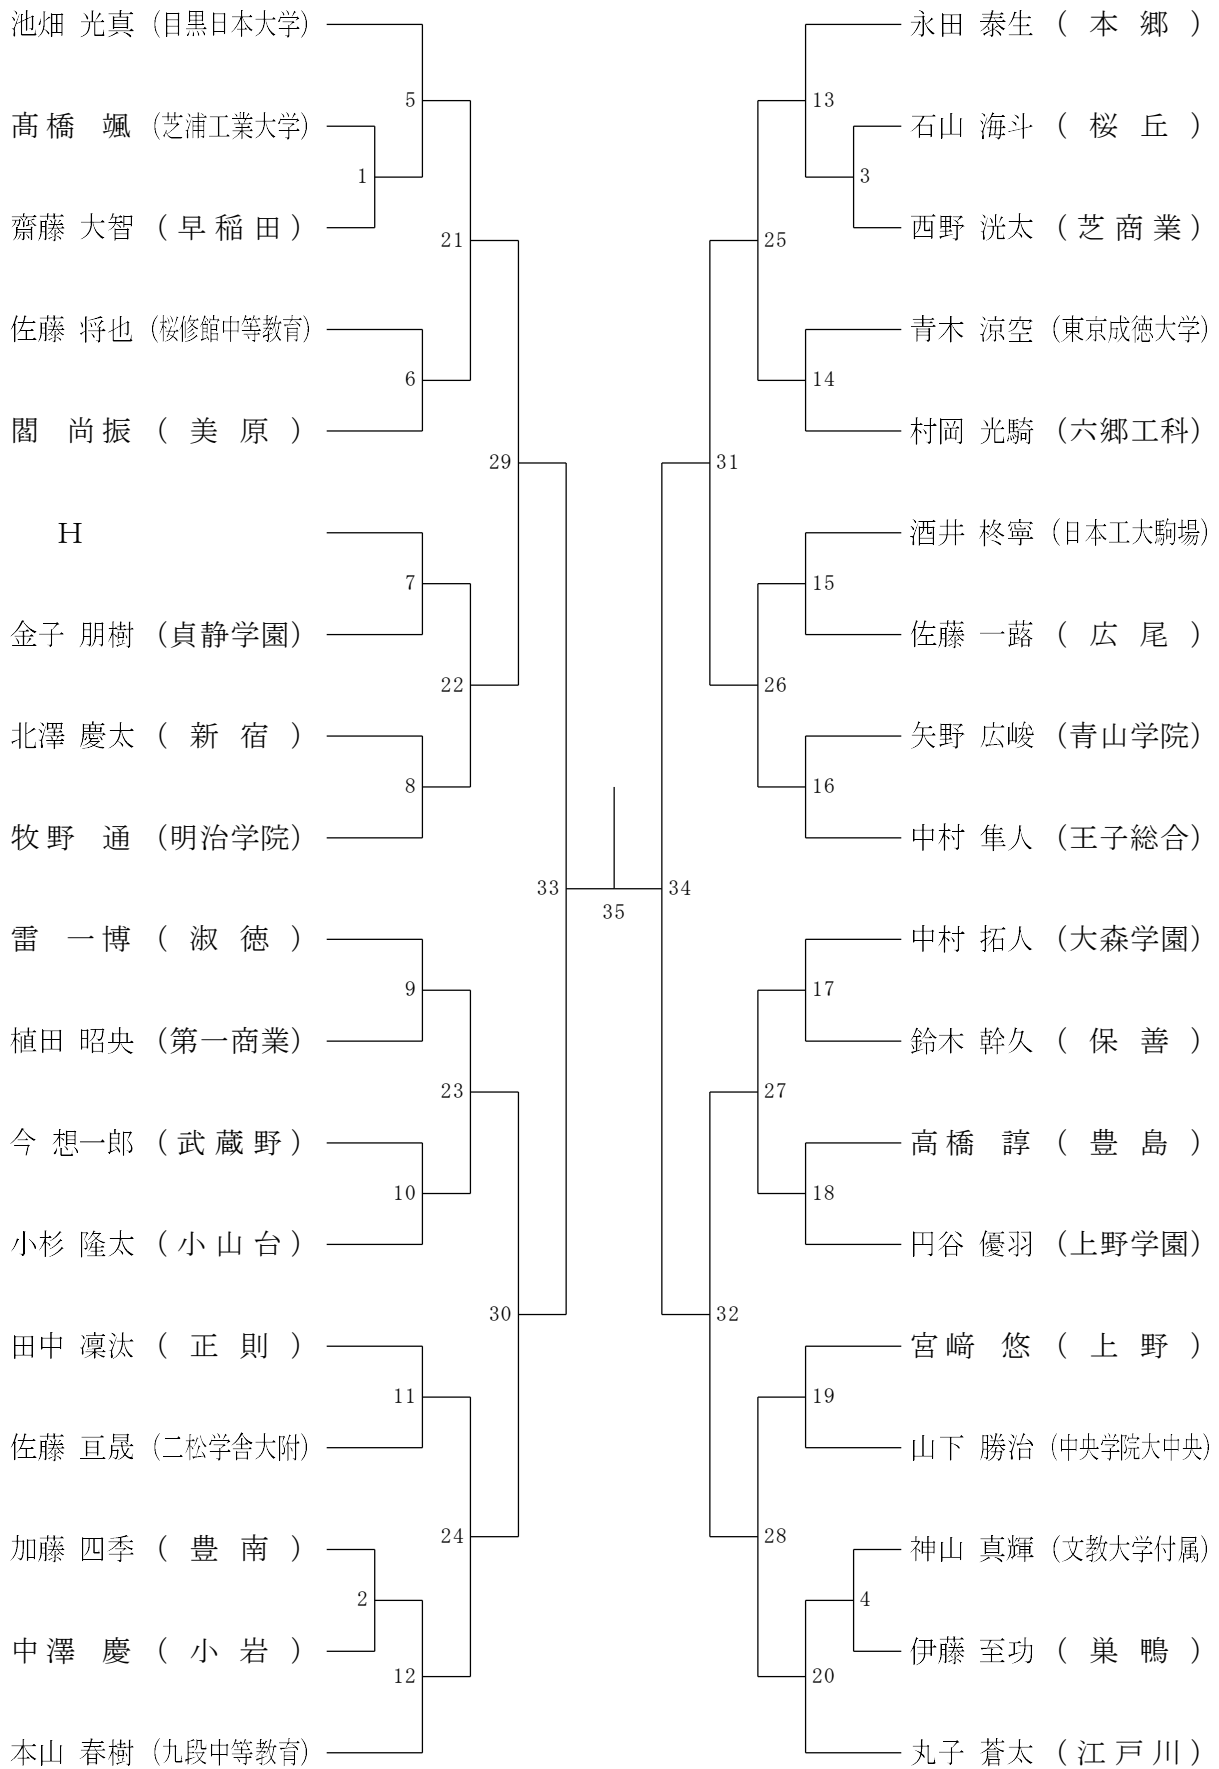 池畑 光真 (目黒日本大学)
5
髙橋 颯 (芝浦工業大学)
1
齋藤 大智 (早稲田)
21
佐藤 将也 (桜修館中等教育)
6
閻 尚振 (美原)
29
H
7
金子 朋樹 (貞静学園)
22
北澤 慶太 (新宿)
8
牧野 通 (明治学院)
33
雷 一博 (淑徳)
9
植田 昭央 (第一商業)
23
今 想一郎 (武蔵野)
10
小杉 隆太 (小山台)
30
田中 凜汰 (正則)
11
佐藤 亘晟 (二松学舎大附)
24
加藤 四季 (豊南)
2
中澤 慶 (小岩)
12
本山 春樹 (九段中等教育)
35
永田 泰生 (本郷)
13
石山 海斗 (桜丘)
3
西野 洸太 (芝商業)
25
青木 涼空 (東京成徳大学)
14
村岡 光騎 (六郷工科)
31
酒井 柊寧 (日本工大駒場)
15
佐藤 一蕗 (広尾)
26
矢野 広峻 (青山学院)
16
中村 隼人 (王子総合)
34
中村 拓人 (大森学園)
17
鈴木 幹久 (保善)
27
高橋 諄 (豊島)
18
円谷 優羽 (上野学園)
32
宮﨑 悠 (上野)
19
山下 勝治 (中央学院大中央)
28
神山 真輝 (文教大学付属)
4
伊藤 至功 (巣鴨)
20
丸子 蒼太 (江戸川)